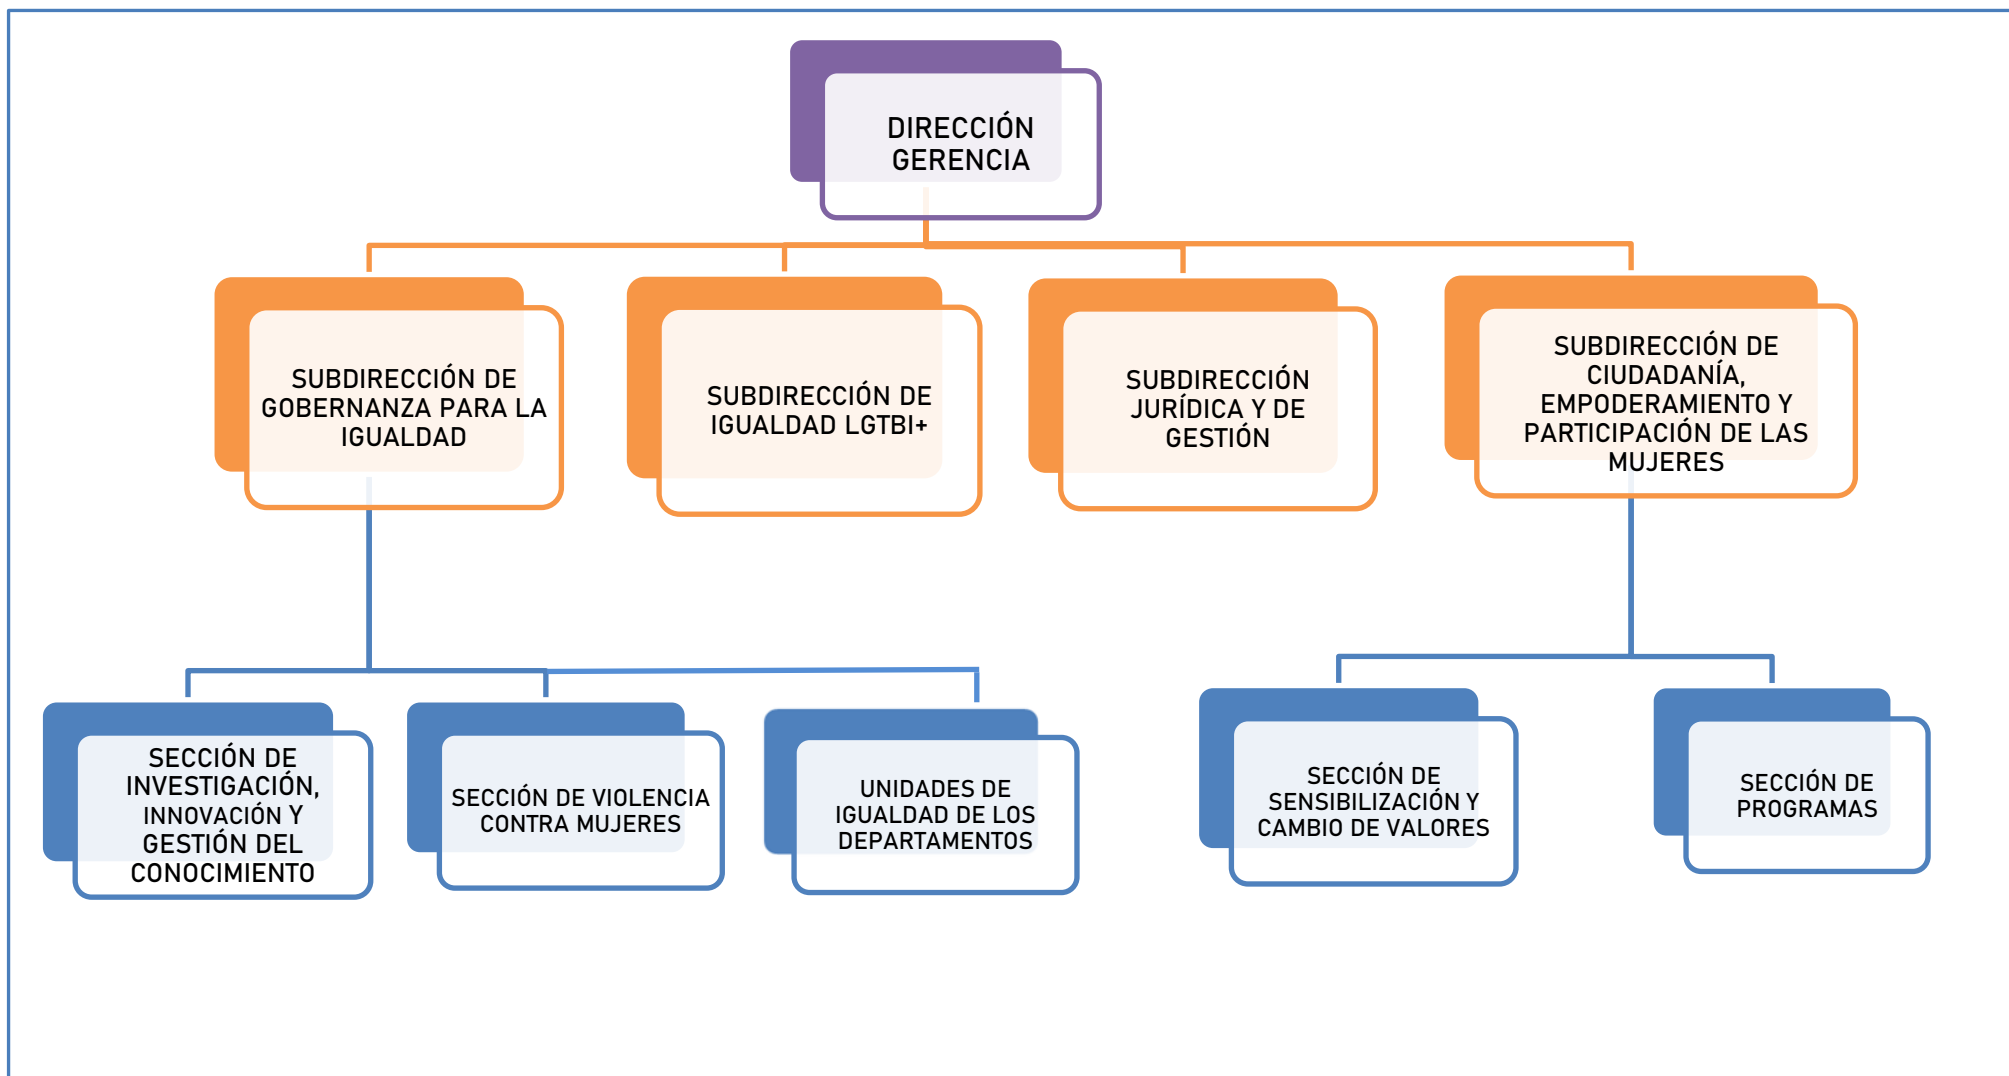 DIRECCIÓN
GERENCIA
SUBDIRECCIÓN DE
GOBERNANZA PARA LA
IGUALDAD
SUBDIRECCIÓN DE
IGUALDAD LGTBI+
SUBDIRECCIÓN
JURÍDICA Y DE
GESTIÓN
SUBDIRECCIÓN DE
CIUDADANÍA,
EMPODERAMIENTO Y
PARTICIPACIÓN DE LAS
MUJERES
SECCIÓN DE
INVESTIGACIÓN,
INNOVACIÓN Y
GESTIÓN DEL
CONOCIMIENTO
SECCIÓN DE VIOLENCIA
CONTRA MUJERES
UNIDADES DE
IGUALDAD DE LOS
DEPARTAMENTOS
SECCIÓN DE
SENSIBILIZACIÓN Y
CAMBIO DE VALORES
SECCIÓN DE
PROGRAMAS